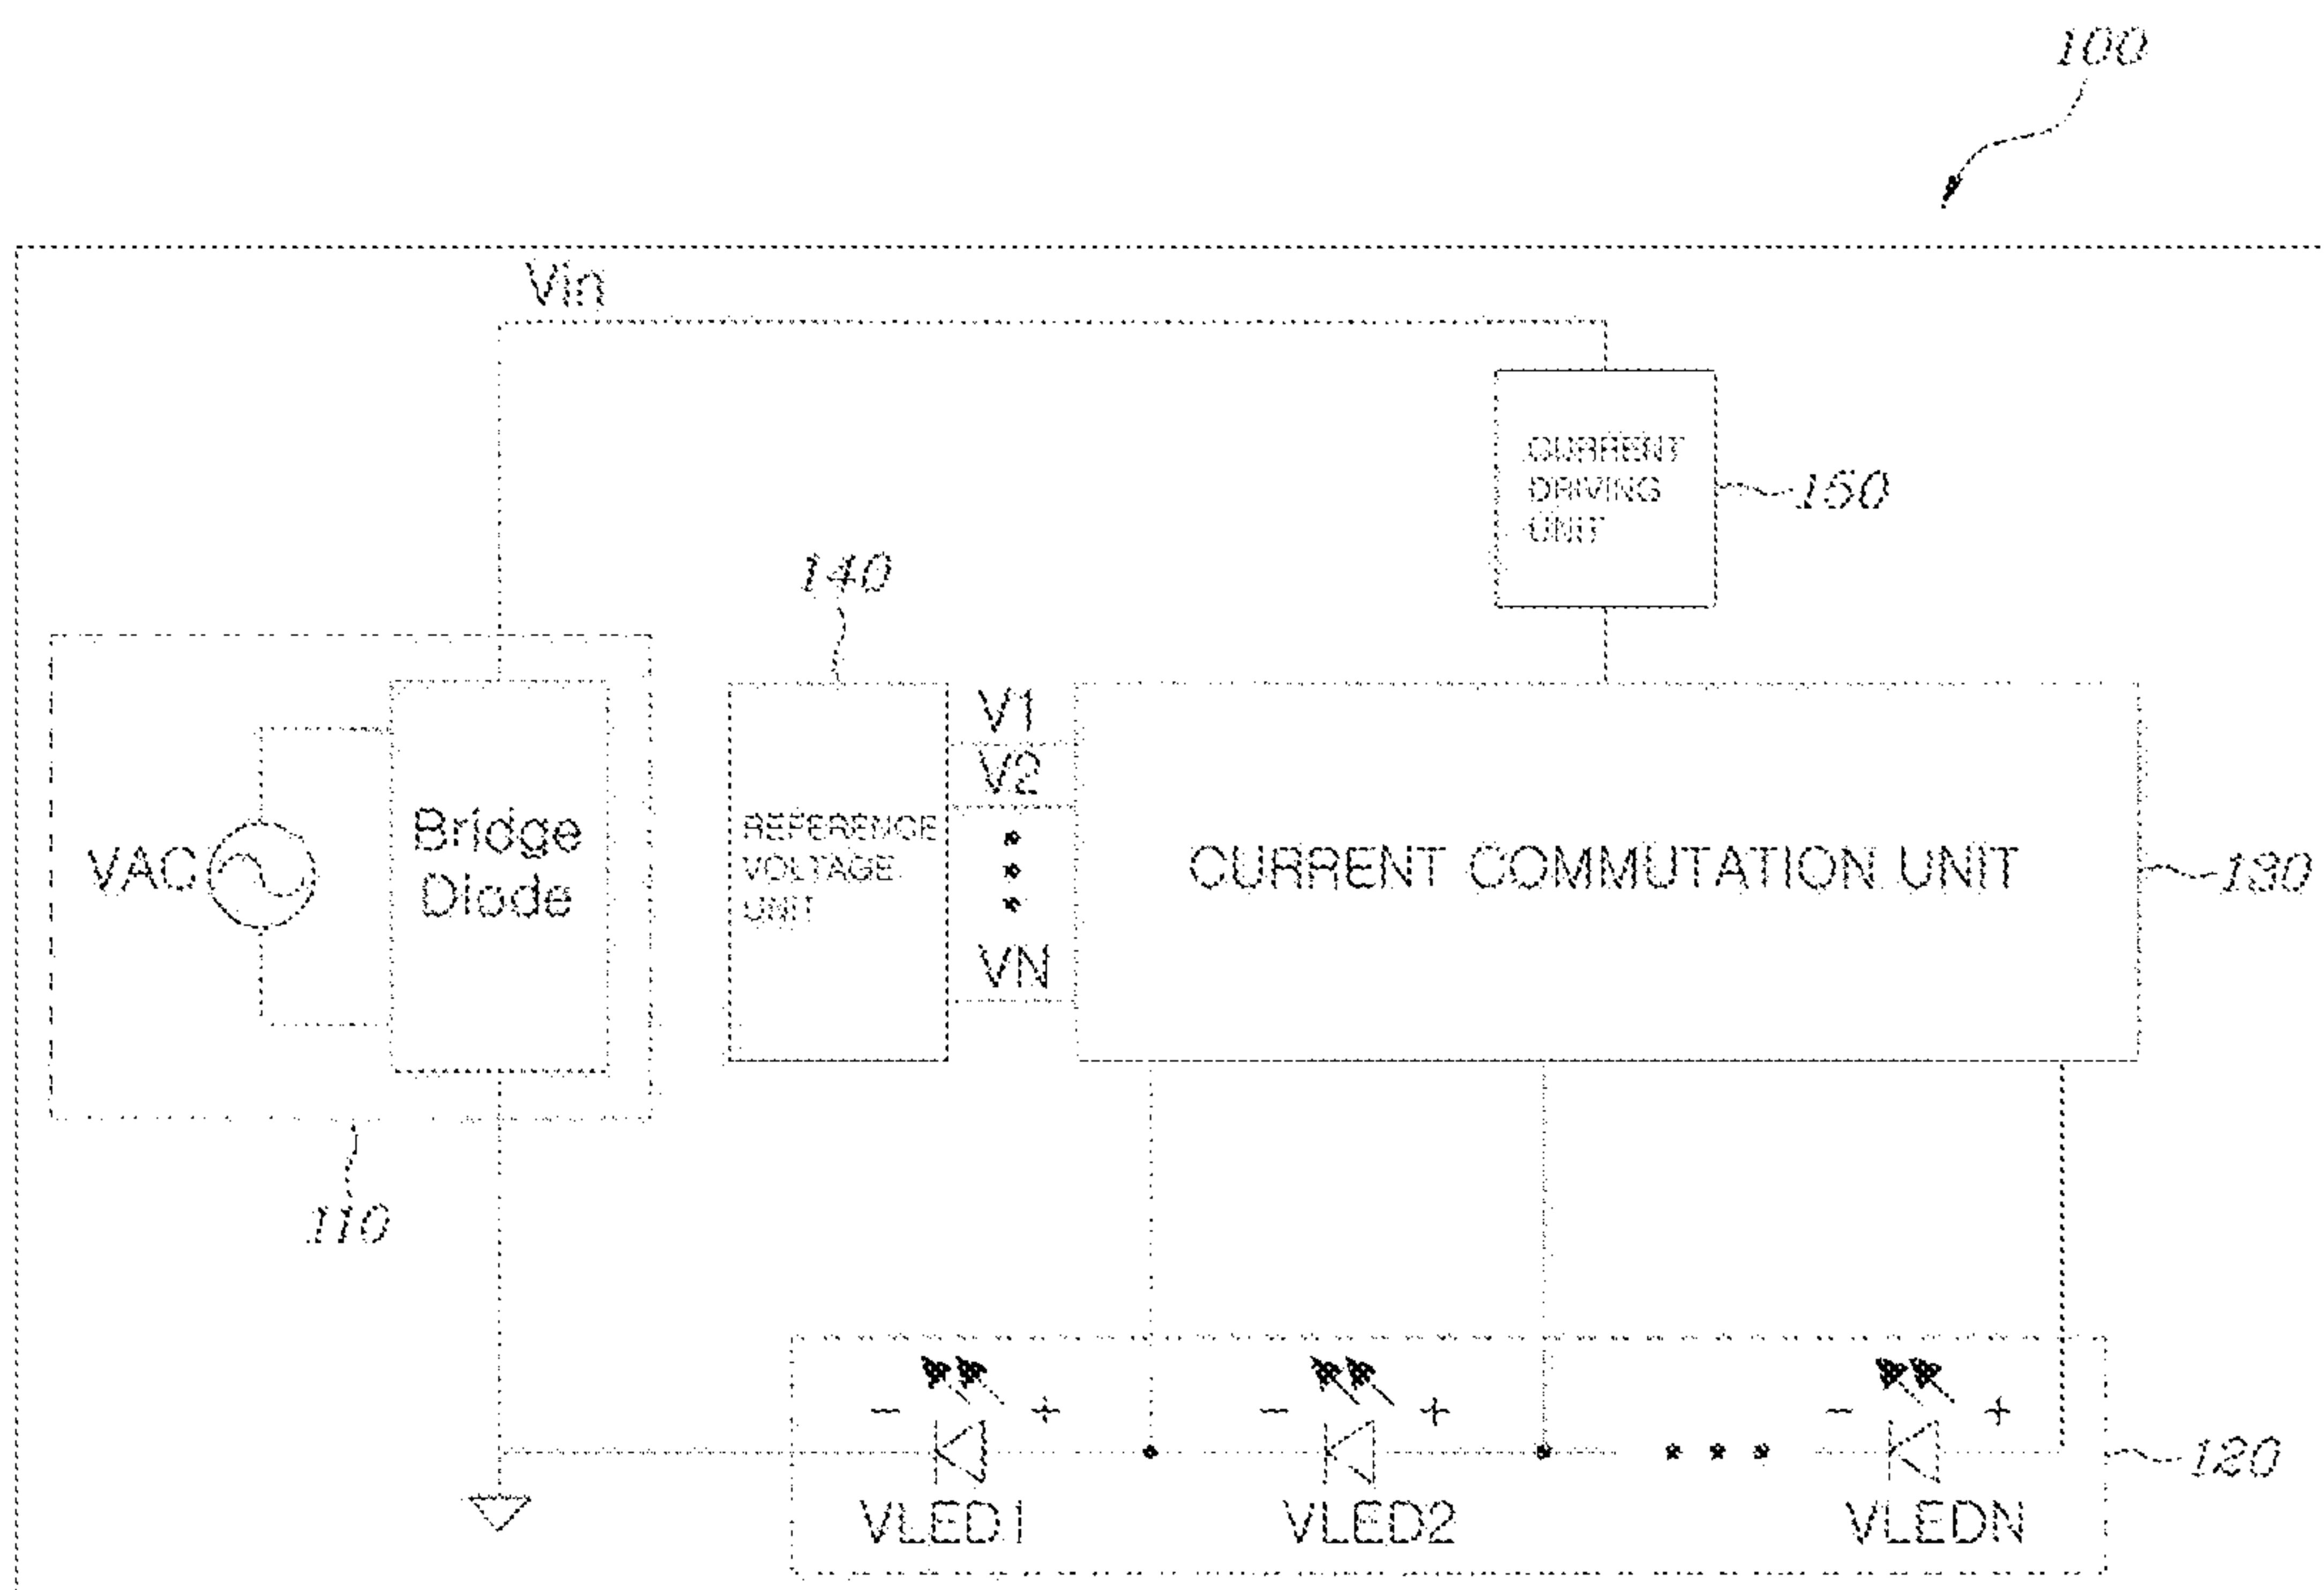 100
Vin
CURRENT
DRIVING
UNIT
150
140
V1
V2
VN
VAC
Bridge
Diode
REFERENCE
VOLTAGE
UNIT
CURRENT COMMUTATION UNIT
130
110
- + - + - +
120
VLED1 VLED2 VLEDN